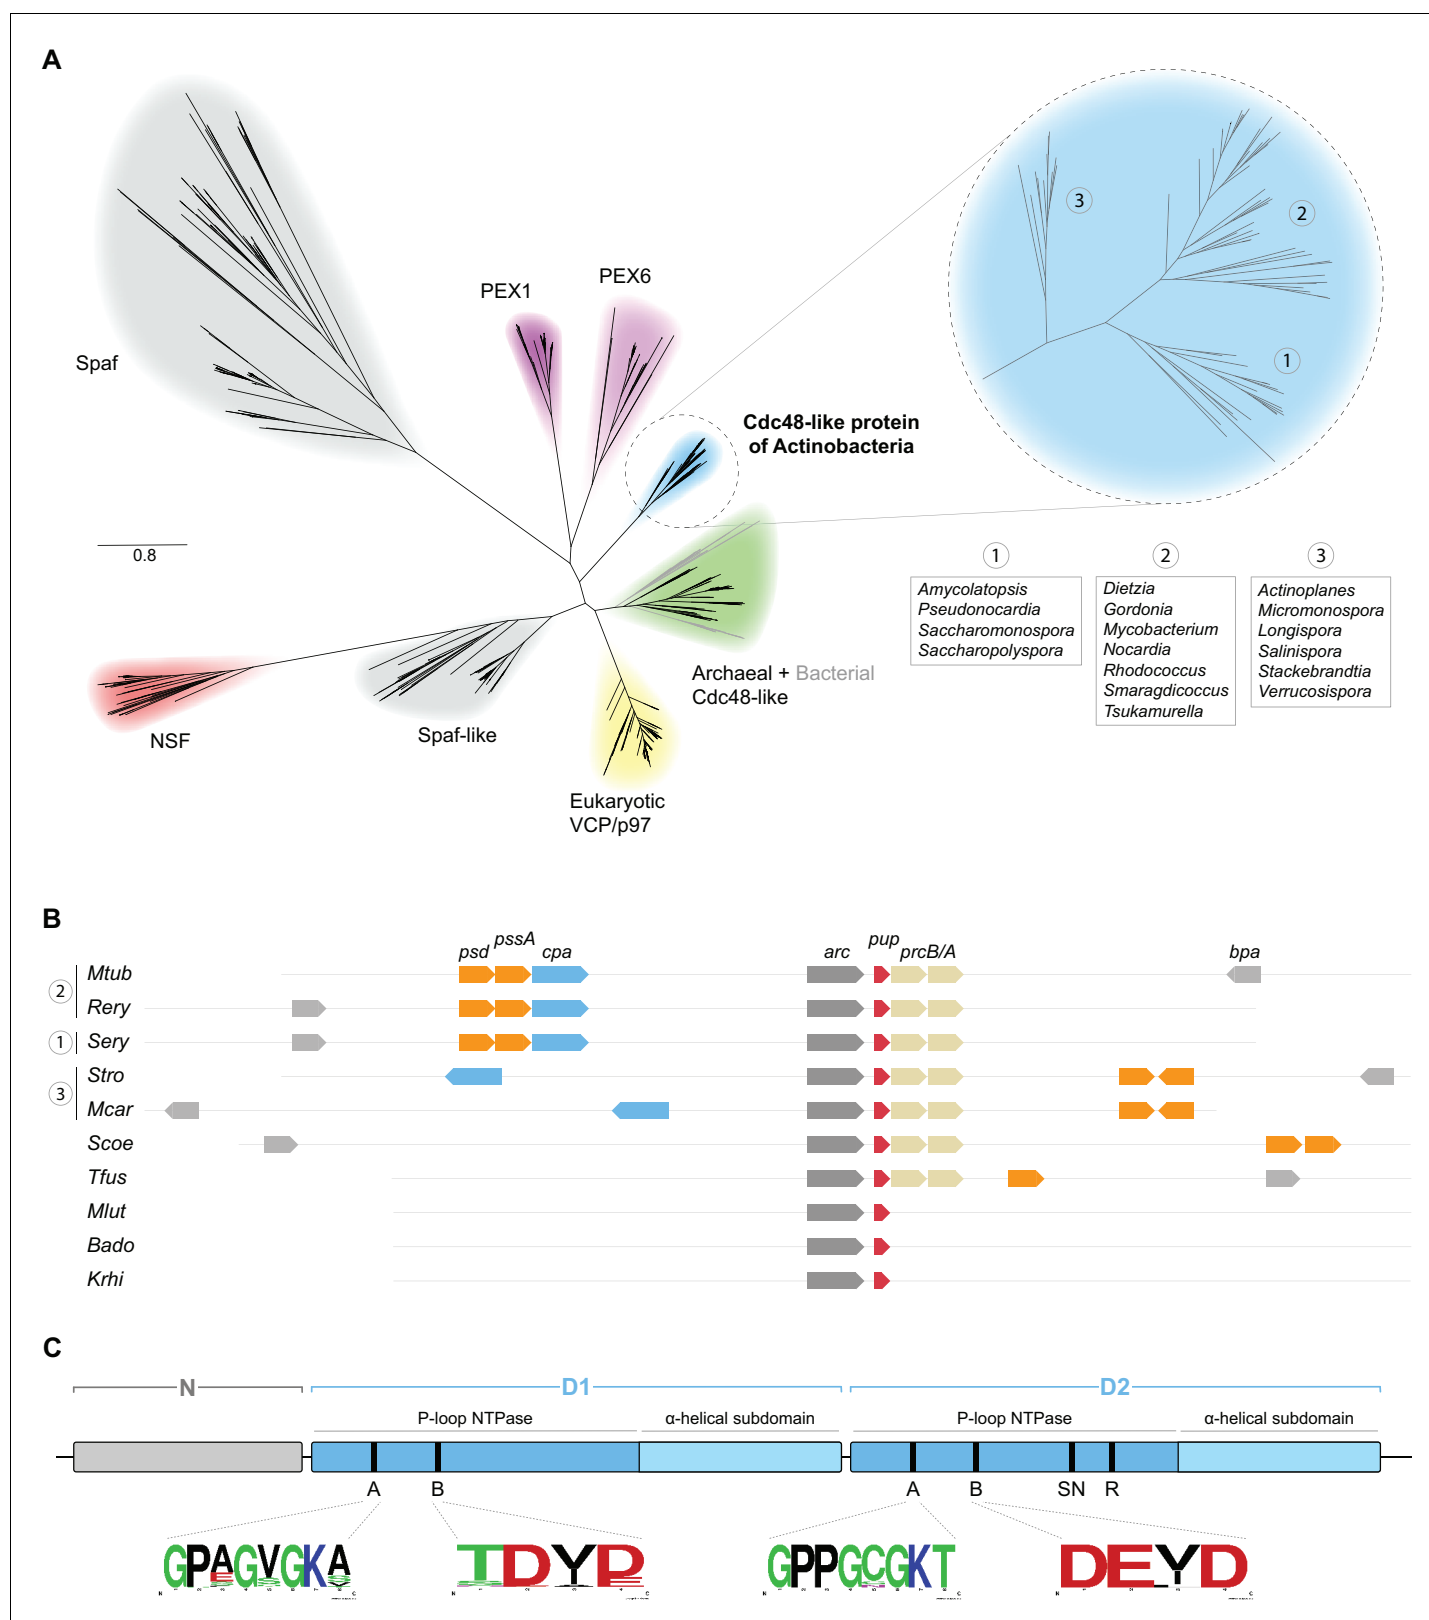 A
Spaf
PEX1
PEX6
Cdc48-like protein
of Actinobacteria
3
2
1
0.8
NSF
Spaf-like
Archaeal + Bacterial
Cdc48-like
Eukaryotic
VCP/p97
1
Amycolatopsis
Pseudonocardia
Saccharomonospora
Saccharopolyspora
2
Dietzia
Gordonia
Mycobacterium
Nocardia
Rhodococcus
Smaragdicoccus
Tsukamurella
3
Actinoplanes
Micromonospora
Longispora
Salinispora
Stackebrandtia
Verrucosispora
B
psd pssA cpa arc pup prcB/A bpa
2
Mtub
Rery
1
Sery
3
Stro
Mcar
Scoe
Tfus
Mlut
Bado
Krhi
C
N D1 D2
P-loop NTPase α-helical subdomain P-loop NTPase α-helical subdomain
A B A B SN R
GPAGVGKA
DYP
GPPGCGKT
DEYD